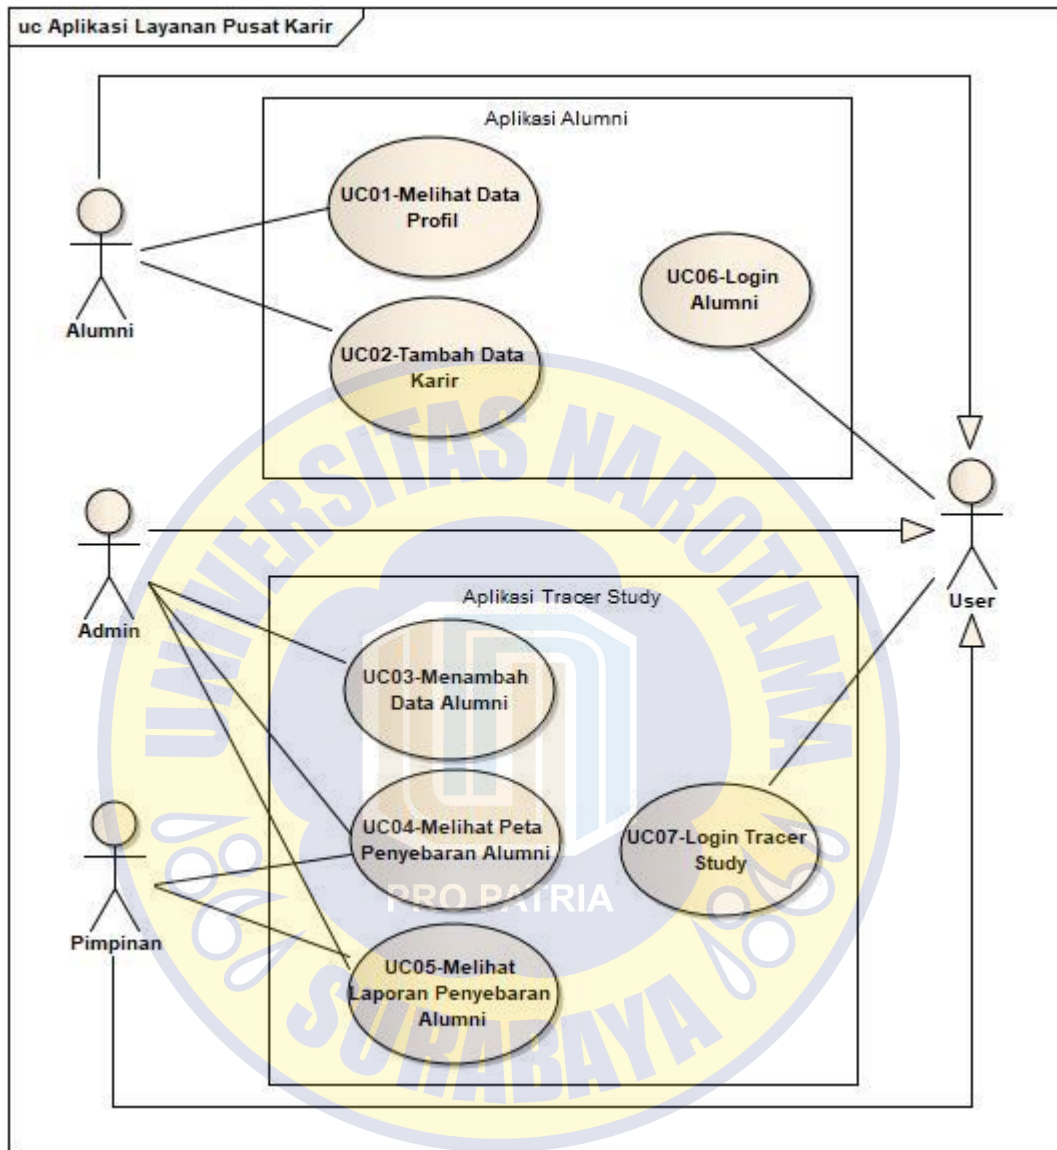 uc Aplikasi Layanan Pusat Karir
Aplikasi Alumni
UC01-Melihat Data
Profil
UC06-Login
Alumni
Alumni
UC02-Tambah Data
Karir
UNIVERSITAS NAROTAMA
User
Admin
Aplikasi Tracer Study
UC03-Menambah
Data Alumni
UC04-Melihat Peta
Penyebaran Alumni
UC07-Login Tracer
Study
PRO PATRIA
Pimpinan
UC05-Melihat
Laporan Penyebaran
Alumni
SURABAYA